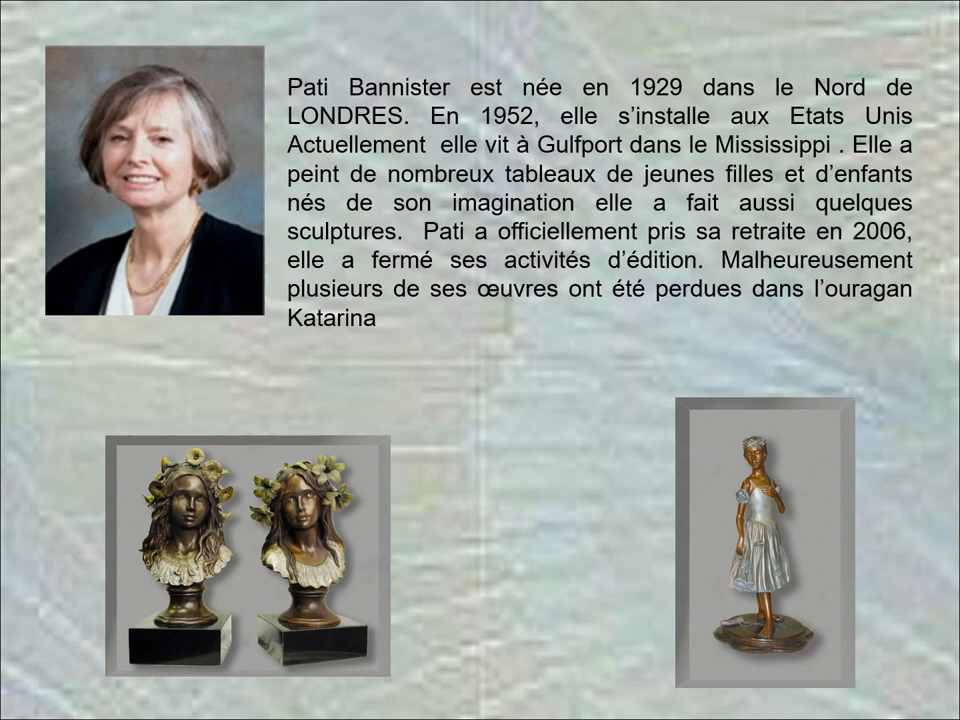 Pati Bannister est née en 1929 dans le Nord de
LONDRES. En 1952, elle s’installe aux Etats Unis
Actuellement  elle vit à Gulfport dans le Mississippi . Elle a
peint de nombreux tableaux de jeunes filles et d’enfants
nés de son imagination elle a fait aussi quelques
sculptures.  Pati a officiellement pris sa retraite en 2006,
elle a fermé ses activités d’édition. Malheureusement
plusieurs de ses œuvres ont été perdues dans l’ouragan
Katarina